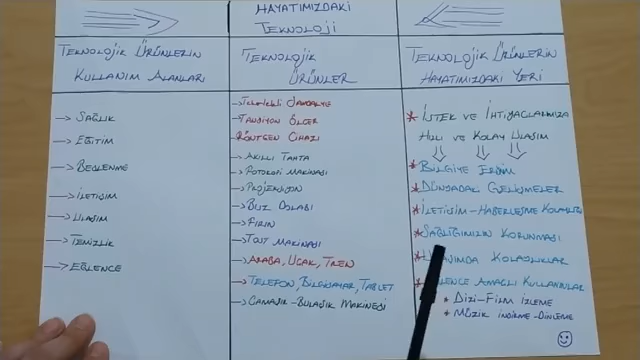 HAYATIMIZDAKİ
TEKNOLOJİ
TEKNOLOJİK ÜRÜNLERİN
KULLANIM ALANLARI
→ SAĞLIK
→ EĞİTİM
→ BESLENME
→ İLETİŞİM
→ ULAŞIM
→ TEMİZLİK
→ EĞLENCE
TEKNOLOJİK
ÜRÜNLER
→ TEKERLEKLİ SANDALYE
→ TANSİYON ÖLÇER
RÖNTGEN CİHAZI
→ AKILLI TAHTA
→ FOTOKOPİ MAKİNASI
→ PROJEKSİYON
→ BUZ DOLABI
→ FIRIN
→ TOST MAKİNASI
→ ARABA, UÇAK, TREN
→ TELEFON, BİLGİSAYAR, TABLET
→ ÇAMAŞIR - BULAŞIK MAKİNESİ
TEKNOLOJİK ÜRÜNLERİN
HAYATIMIZDAKİ YERİ
* İSTEK VE İHTİYAÇLARIMIZA
HIZLI VE KOLAY ULAŞIM
* BİLGİYE ERİŞİM
* DÜNYADAKİ GELİŞMELER
* İLETİŞİM - HABERLEŞME KOLAYLIĞI
* SAĞLIĞIMIZIN KORUNMASI
* ULAŞIMDA KOLAYLIKLAR
* AMAÇLI KULLANIMLAR
* DİZİ - FİLM İZLEME
* MÜZİK İNDİRME - DİNLEME